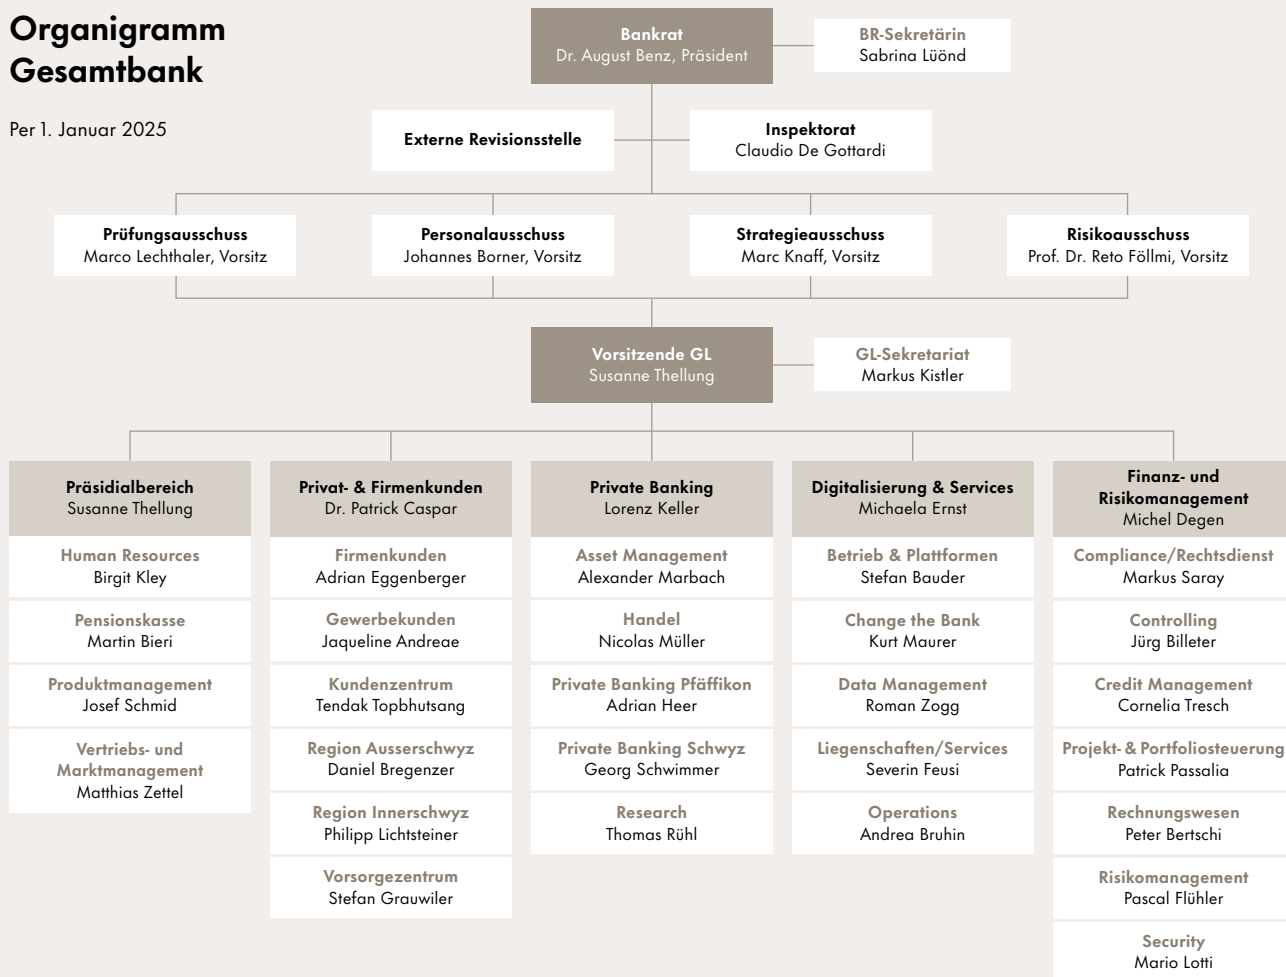 Organigramm
Gesamtbank
Per 1. Januar 2025
Bankrat
Dr. August Benz, Präsident
BR-Sekretärin
Sabrina Lüönd
Externe Revisionsstelle
Inspektorat
Claudio De Gottardi
Prüfungsausschuss
Marco Lechthaler, Vorsitz
Personalausschuss
Johannes Borner, Vorsitz
Strategieausschuss
Marc Knaff, Vorsitz
Risikoausschuss
Prof. Dr. Reto Föllmi, Vorsitz
Vorsitzende GL
Susanne Thellung
GL-Sekretariat
Markus Kistler
Präsidialbereich
Susanne Thellung
Human Resources
Birgit Kley
Pensionskasse
Martin Bieri
Produktmanagement
Josef Schmid
Vertriebs- und
Marktmanagement
Matthias Zettel
Privat- & Firmenkunden
Dr. Patrick Caspar
Firmenkunden
Adrian Eggenberger
Gewerbekunden
Jaqueline Andreae
Kundenzentrum
Tendak Topbhutsang
Region Ausserschwyz
Daniel Bregenzer
Region Innerschwyz
Philipp Lichtsteiner
Vorsorgezentrum
Stefan Grauwiler
Private Banking
Lorenz Keller
Asset Management
Alexander Marbach
Handel
Nicolas Müller
Private Banking Pfäffikon
Adrian Heer
Private Banking Schwyz
Georg Schwimmer
Research
Thomas Rühl
Digitalisierung & Services
Michaela Ernst
Betrieb & Plattformen
Stefan Bauder
Change the Bank
Kurt Maurer
Data Management
Roman Zogg
Liegenschaften/Services
Severin Feusi
Operations
Andrea Bruhin
Finanz- und
Risikomanagement
Michel Degen
Compliance/Rechtsdienst
Markus Saray
Controlling
Jürg Billeter
Credit Management
Cornelia Tresch
Projekt- & Portfoliosteuerung
Patrick Passalia
Rechnungswesen
Peter Bertschi
Risikomanagement
Pascal Flühler
Security
Mario Lotti